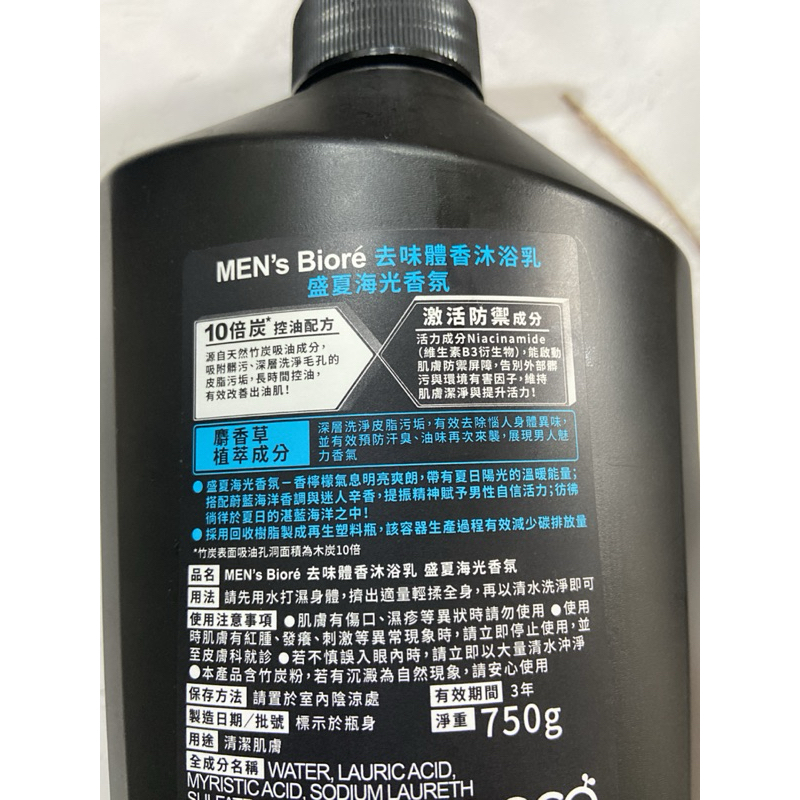 MEN's Bioré 去味體香沐浴乳
盛夏海光香氛
10倍炭* 控油配方
源自天然竹炭吸油成分,
吸附髒污、深層洗淨毛孔的
皮脂污垢,長時間控油,
有效改善出油肌!
激活防禦成分
活力成分Niacinamide
(維生素B3衍生物),能啟動
肌膚防禦屏障,告別外部髒
污與環境有害因子,維持
肌膚潔淨與提升活力!
麝香草
植萃成分
深層洗淨皮脂污垢,有效去除惱人身體異味,
並有效預防汗臭、油味再次來襲,展現男人魅
力香氣
●盛夏海光香氛－香檸檬氣息明亮爽朗,帶有夏日陽光的溫暖能量;
搭配蔚藍海洋香調與迷人辛香,提振精神賦予男性自信活力;彷彿
徜徉於夏日的湛藍海洋之中!
●採用回收樹脂製成再生塑料瓶,該容器生產過程有效減少碳排放量
*竹炭表面吸油孔洞面積為木炭10倍
品名 MEN's Bioré 去味體香沐浴乳 盛夏海光香氛
用法 請先用水打濕身體,擠出適量輕揉全身,再以清水洗淨即可
使用注意事項 ●肌膚有傷口、濕疹等異狀時請勿使用 ●使用
時肌膚有紅腫、發癢、刺激等異常現象時,請立即停止使用,並
至皮膚科就診 ●若不慎誤入眼內時,請立即以大量清水沖淨
●本產品含竹炭粉,若有沉澱為自然現象,請安心使用
保存方法 請置於室內陰涼處 有效期間 3年
製造日期/批號 標示於瓶身 淨重 750g
用途 清潔肌膚
全成分名稱 WATER, LAURIC ACID,
MYRISTIC ACID, SODIUM LAURETH